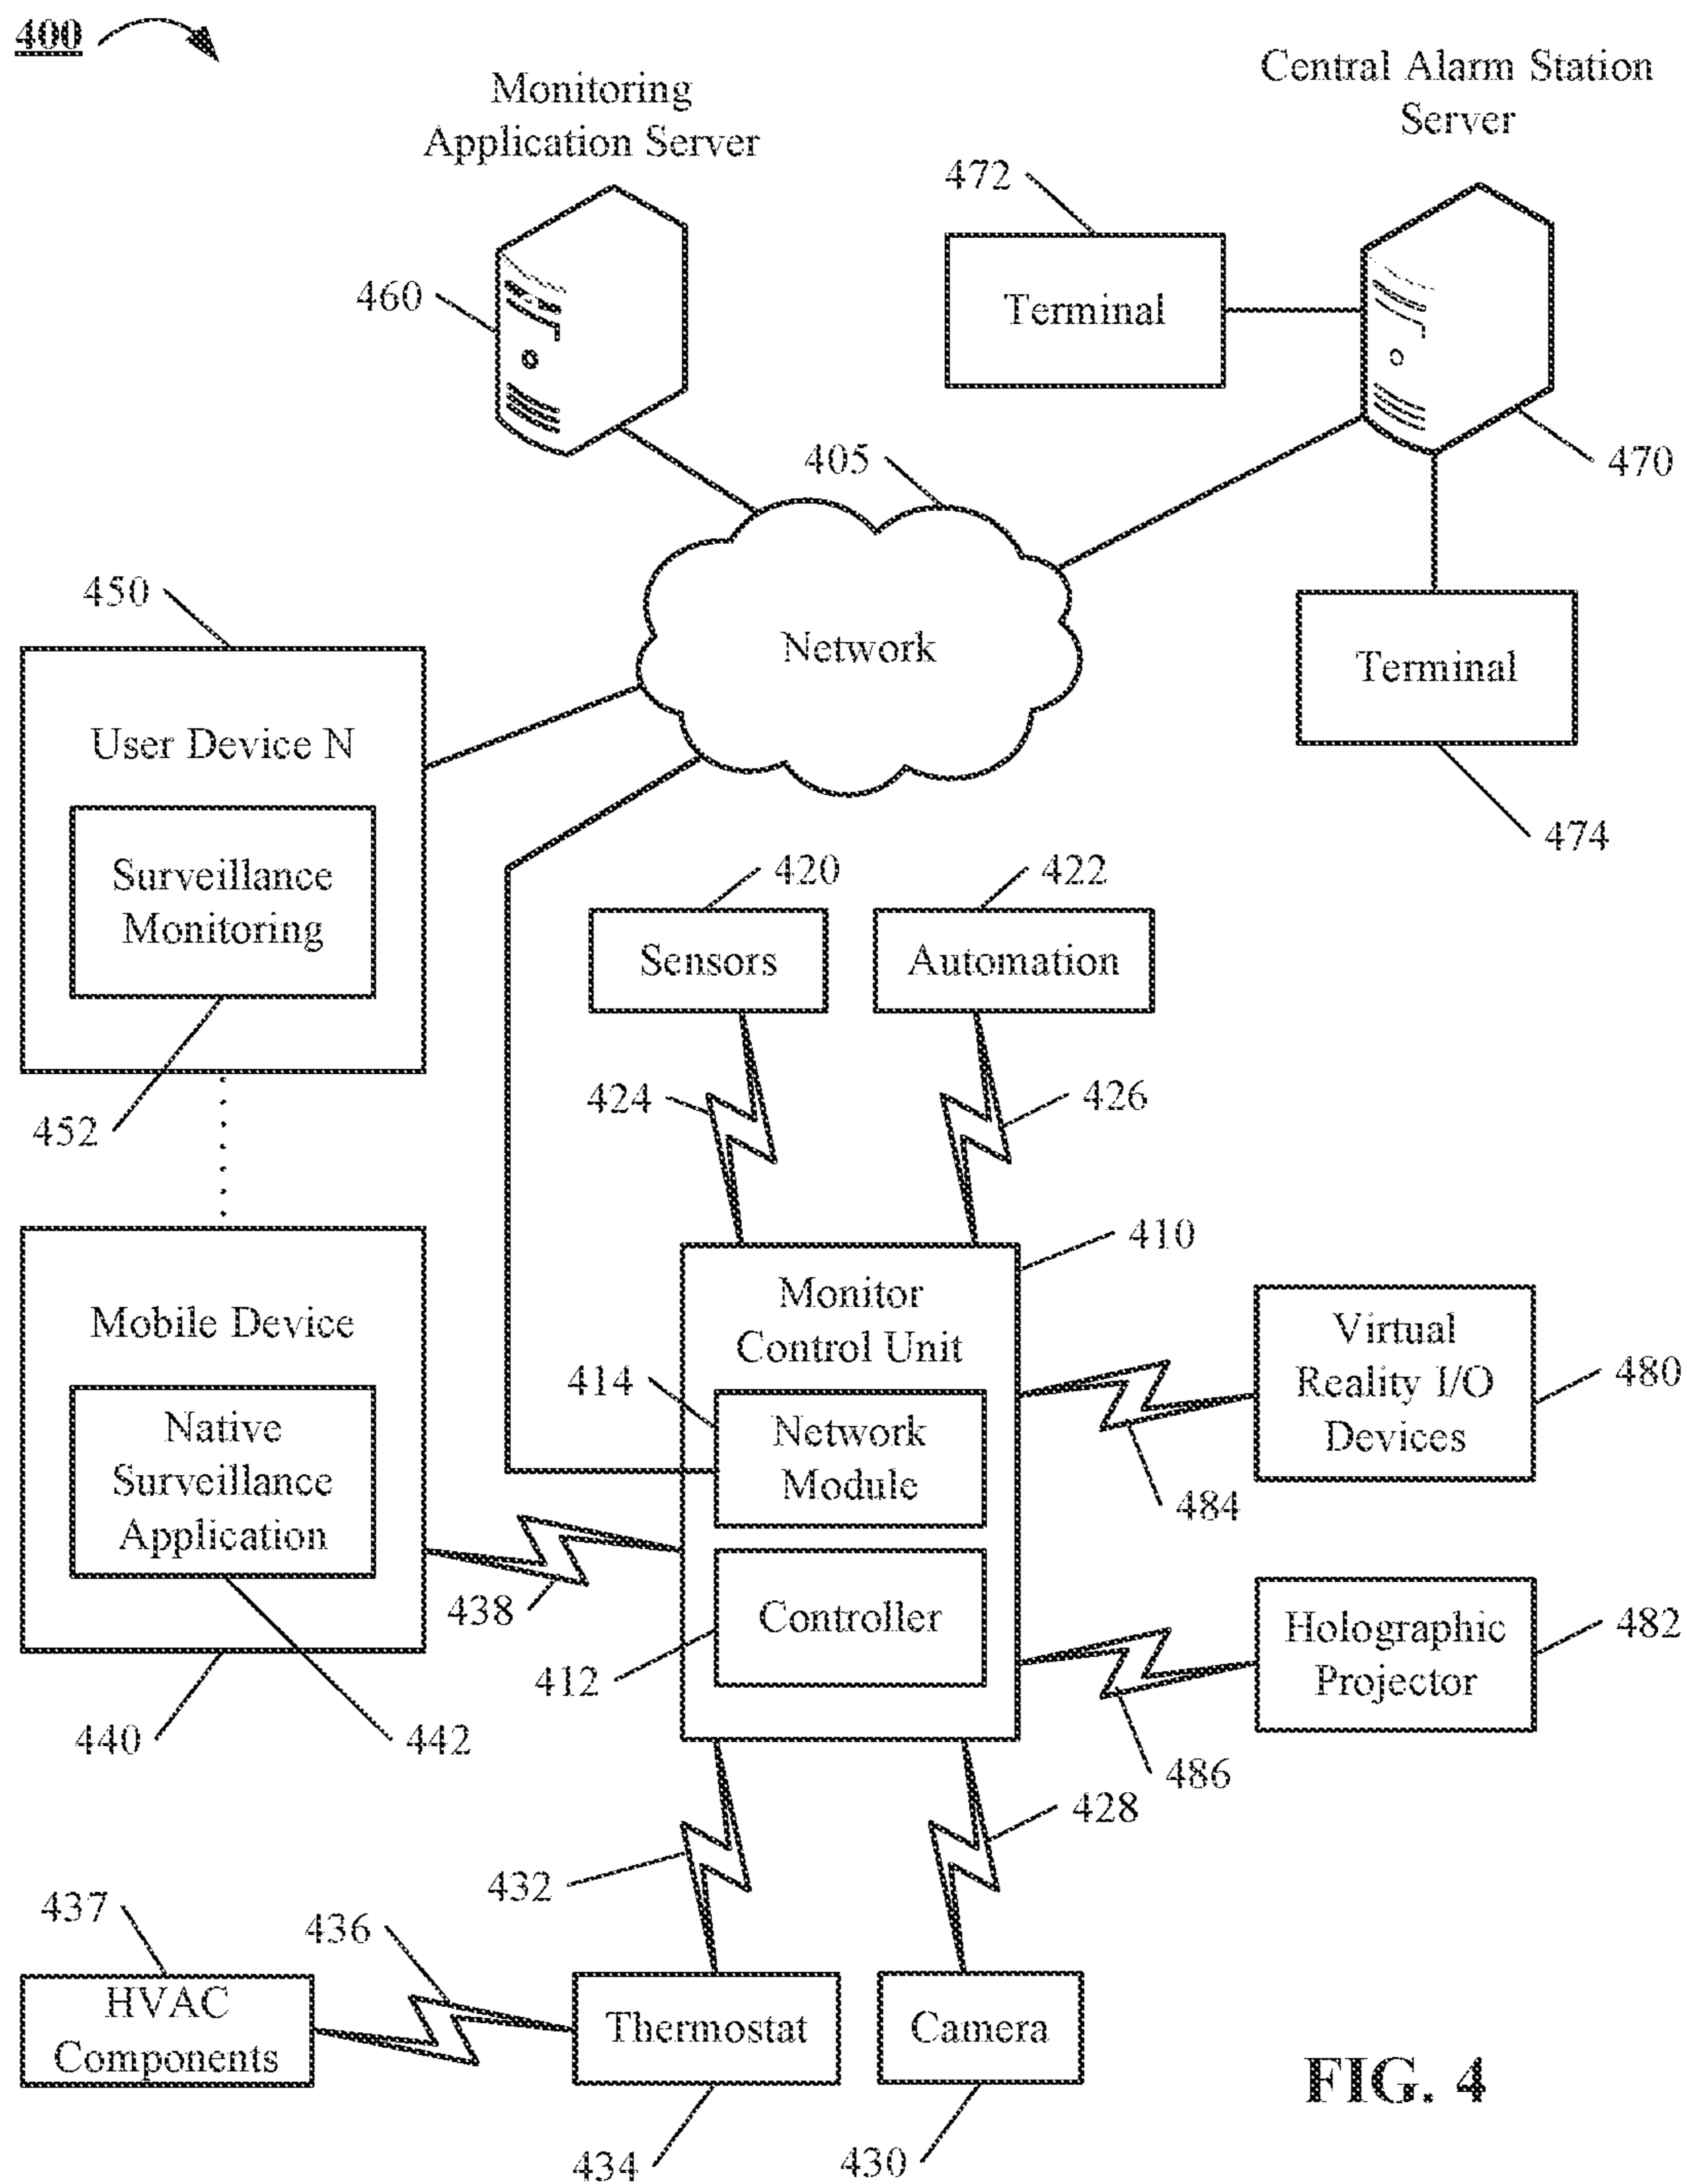 400
Monitoring
Application Server
Central Alarm Station
Server
472
460
Terminal
405
470
450
Network
Terminal
User Device N
474
Surveillance
Monitoring
420
422
Sensors
Automation
424
426
452
410
Monitor
Control Unit
Mobile Device
Virtual
Reality I/O
Devices
480
414
Network
Module
Native
Surveillance
Application
484
438
Controller
Holographic
Projector
482
412
440
442
486
428
432
437
436
HVAC
Components
Thermostat
Camera
FIG. 4
434
430